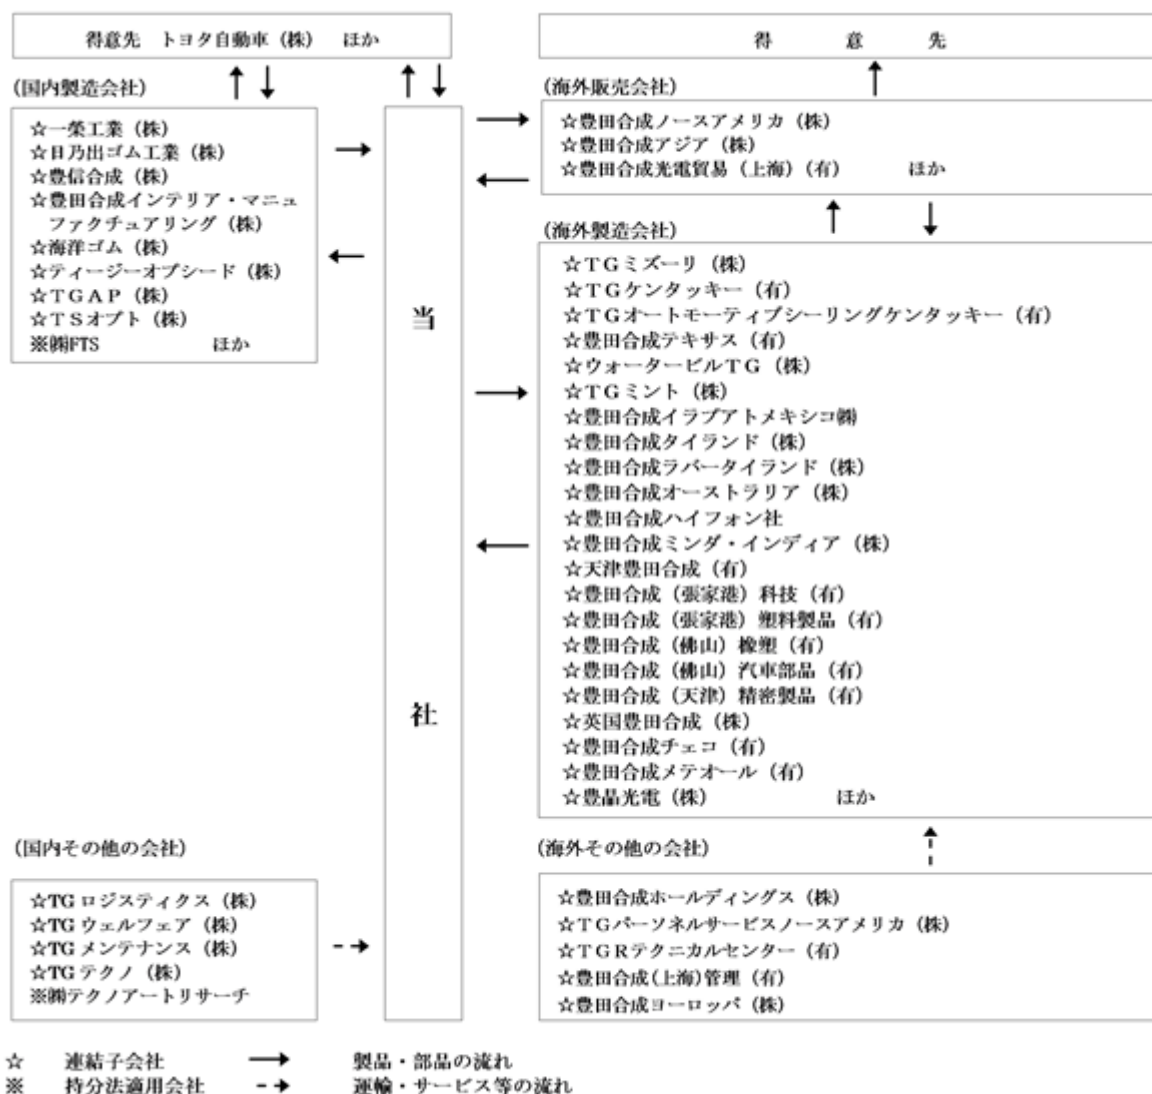 得意先 トヨタ自動車（株） ほか
（国内製造会社）
☆一榮工業（株）
☆日乃出ゴム工業（株）
☆豊信合成（株）
☆豊田合成インテリア・マニュ
ファクチュアリング（株）
☆海洋ゴム（株）
☆ティージーオプシード（株）
☆ＴＧＡＰ（株）
☆ＴＳオプト（株）
※㈱FTS ほか
（国内その他の会社）
☆TG ロジスティクス（株）
☆TG ウェルフェア（株）
☆TG メンテナンス（株）
☆TG テクノ（株）
※㈱テクノアートリサーチ
当
社
得 意 先
（海外販売会社）
☆豊田合成ノースアメリカ（株）
☆豊田合成アジア（株）
☆豊田合成光電貿易（上海）（有） ほか
（海外製造会社）
☆ＴＧミズーリ（株）
☆ＴＧケンタッキー（有）
☆ＴＧオートモーティブシーリングケンタッキー（有）
☆豊田合成テキサス（有）
☆ウォータービルＴＧ（株）
☆ＴＧミント（株）
☆豊田合成イラプアトメキシコ㈱
☆豊田合成タイランド（株）
☆豊田合成ラバータイランド（株）
☆豊田合成オーストラリア（株）
☆豊田合成ハイフォン社
☆豊田合成ミンダ・インディア（株）
☆天津豊田合成（有）
☆豊田合成（張家港）科技（有）
☆豊田合成（張家港）塑料製品（有）
☆豊田合成（佛山）橡塑（有）
☆豊田合成（佛山）汽車部品（有）
☆豊田合成（天津）精密製品（有）
☆英国豊田合成（株）
☆豊田合成チェコ（有）
☆豊田合成メテオール（有）
☆豊晶光電（株） ほか
（海外その他の会社）
☆豊田合成ホールディングス（株）
☆ＴＧパーソネルサービスノースアメリカ（株）
☆ＴＧＲテクニカルセンター（有）
☆豊田合成(上海)管理（有）
☆豊田合成ヨーロッパ（株）
☆ 連結子会社 → 製品・部品の流れ
※ 持分法適用会社 --→ 運輸・サービス等の流れ